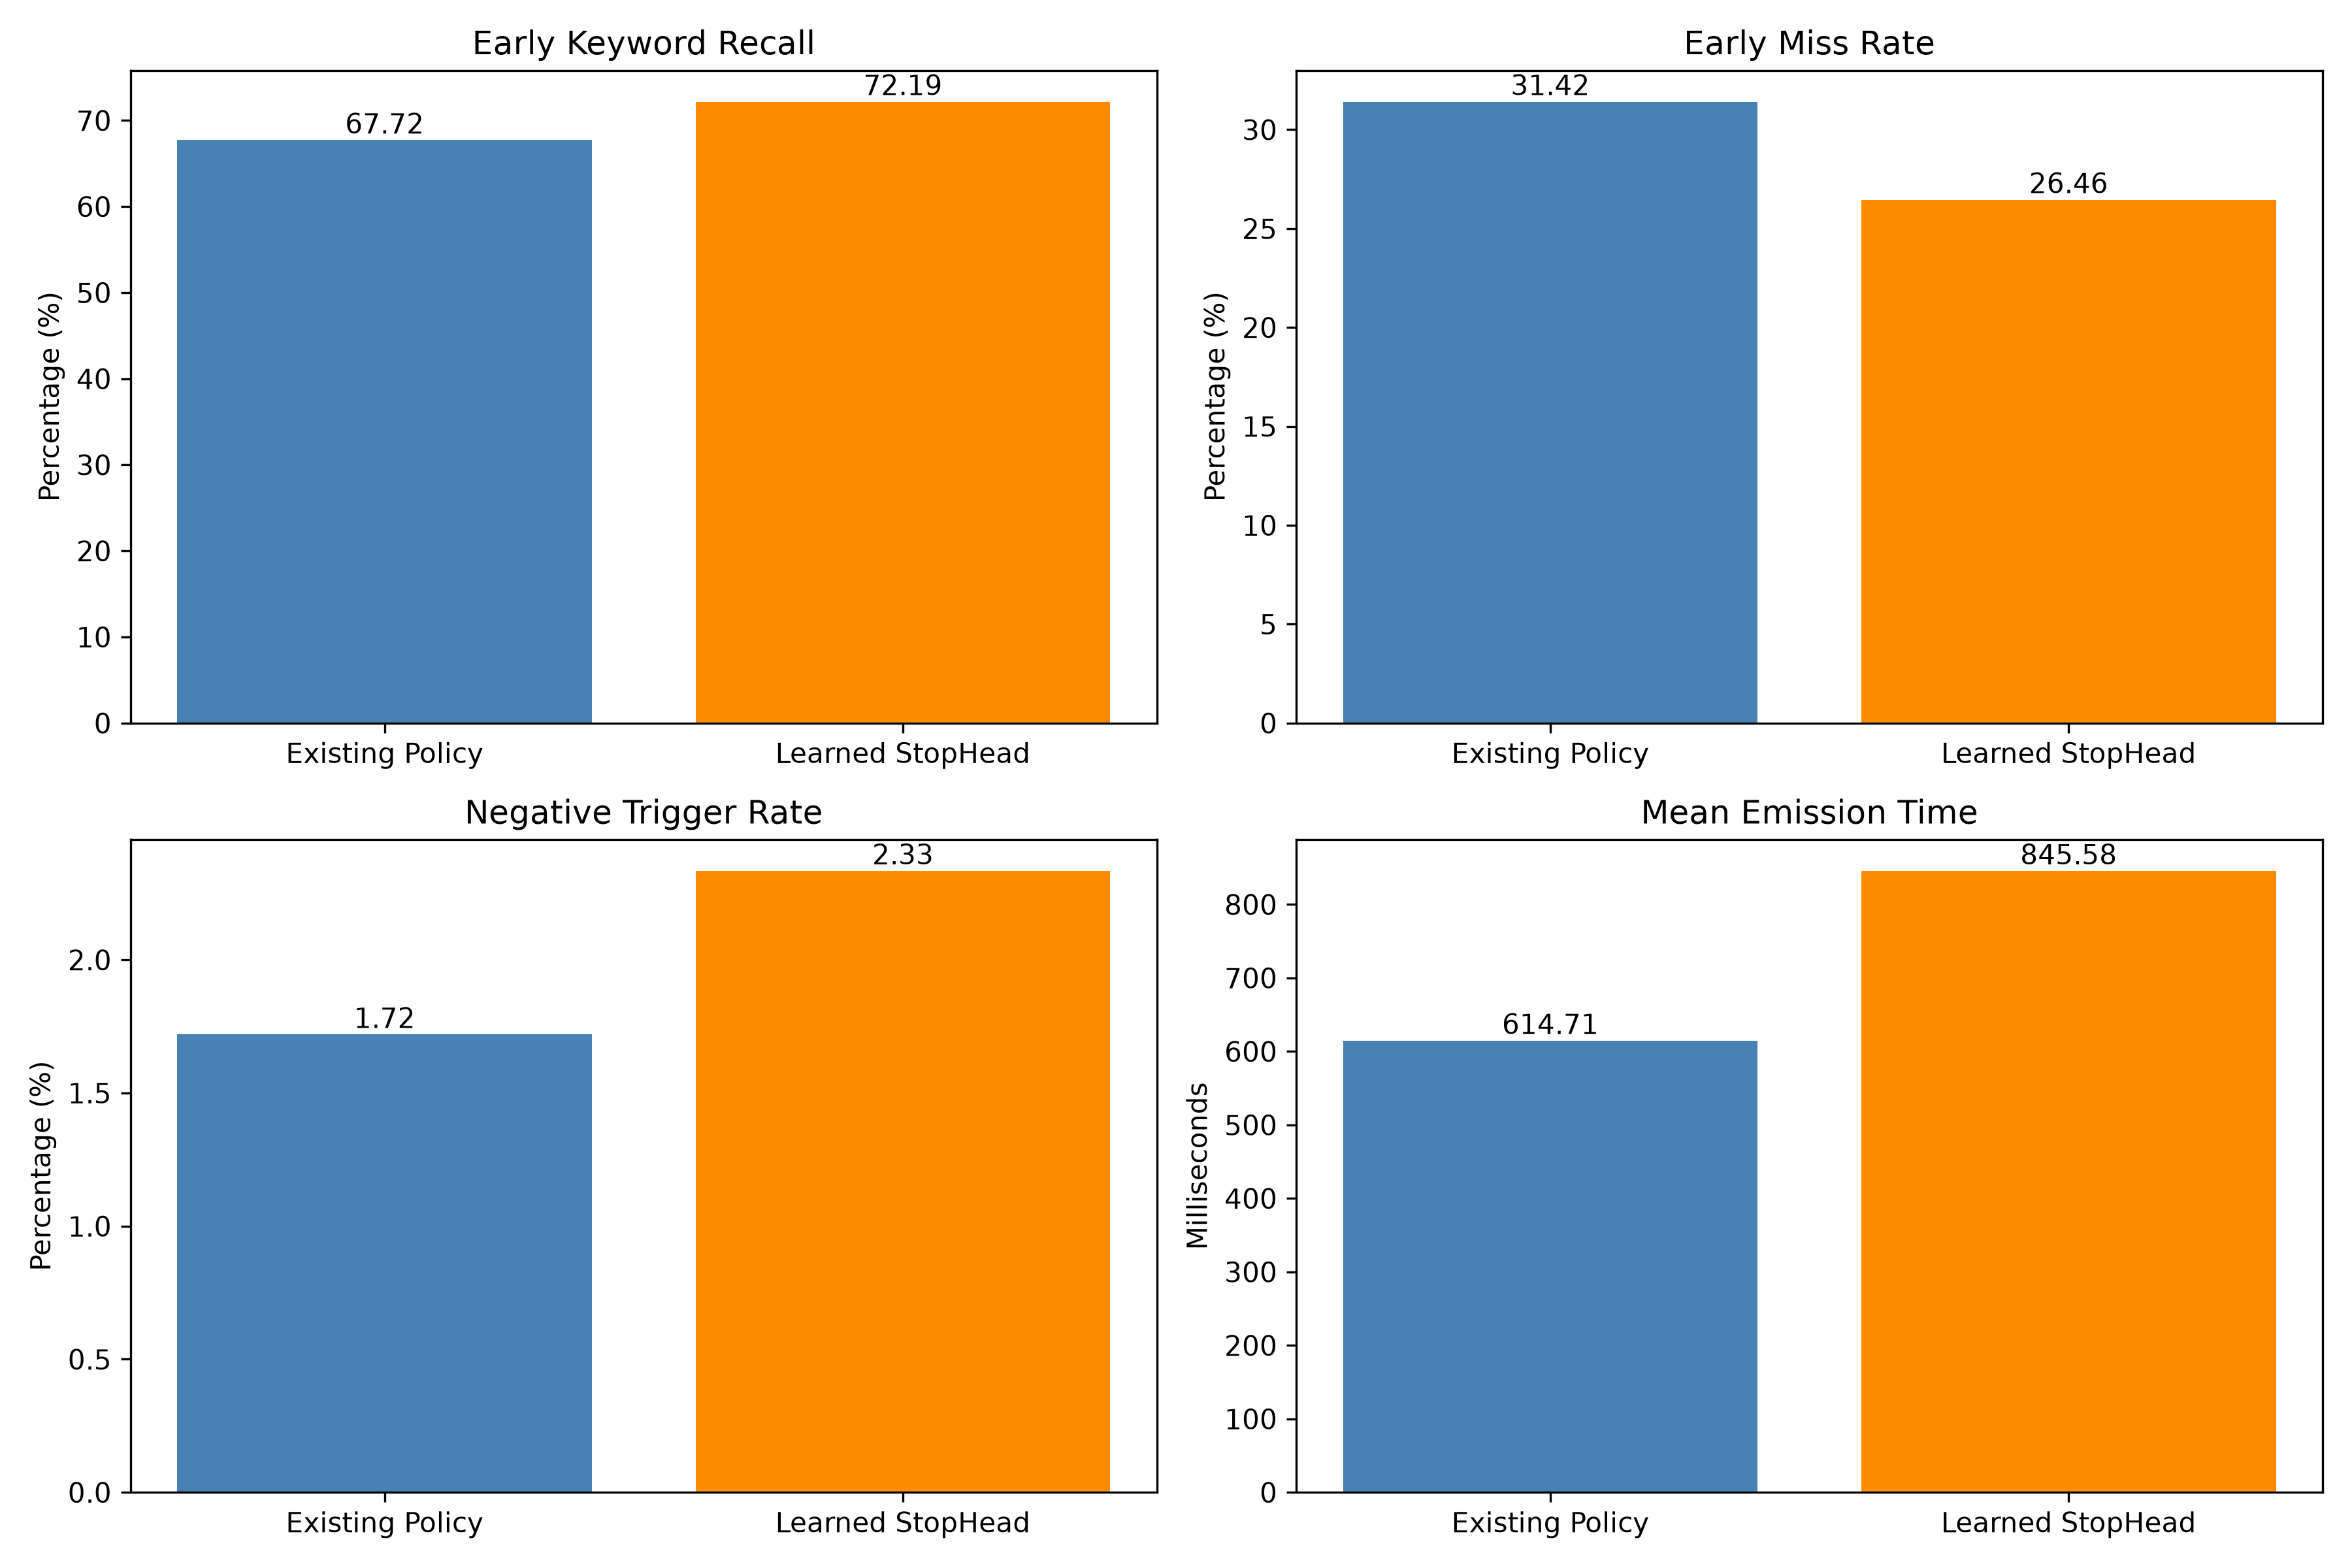 Early Keyword Recall
72.19
67.72
70
60
50
40
30
20
10
0
Percentage (%)
Existing Policy
Learned StopHead
Early Miss Rate
31.42
26.46
30
25
20
15
10
5
0
Percentage (%)
Existing Policy
Learned StopHead
Negative Trigger Rate
2.33
1.72
2.0
1.5
1.0
0.5
0.0
Percentage (%)
Existing Policy
Learned StopHead
Mean Emission Time
845.58
614.71
800
700
600
500
400
300
200
100
0
Milliseconds
Existing Policy
Learned StopHead